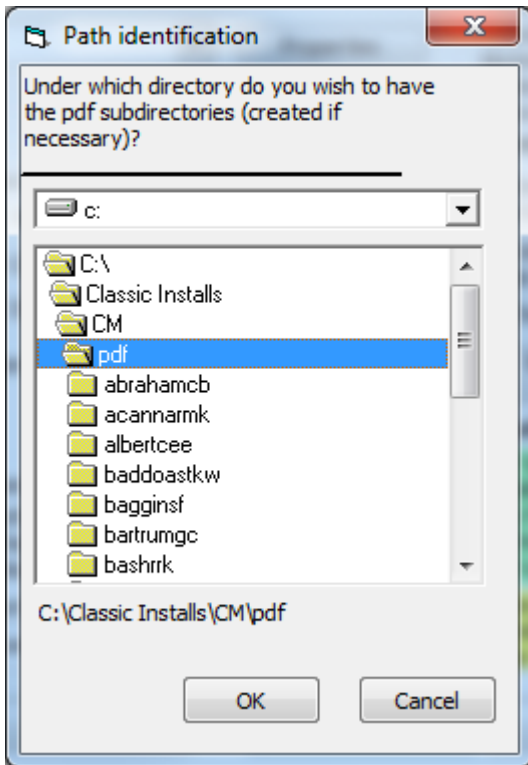 Path identification
Under which directory do you wish to have
the pdf subdirectories (created if
necessary)?
c:
C:\
Classic Installs
CM
pdf
abrahamcb
acannarmk
albertcee
baddoastkw
bagginsf
bartrumgc
bashrrk
C:\Classic Installs\CM\pdf
OK Cancel